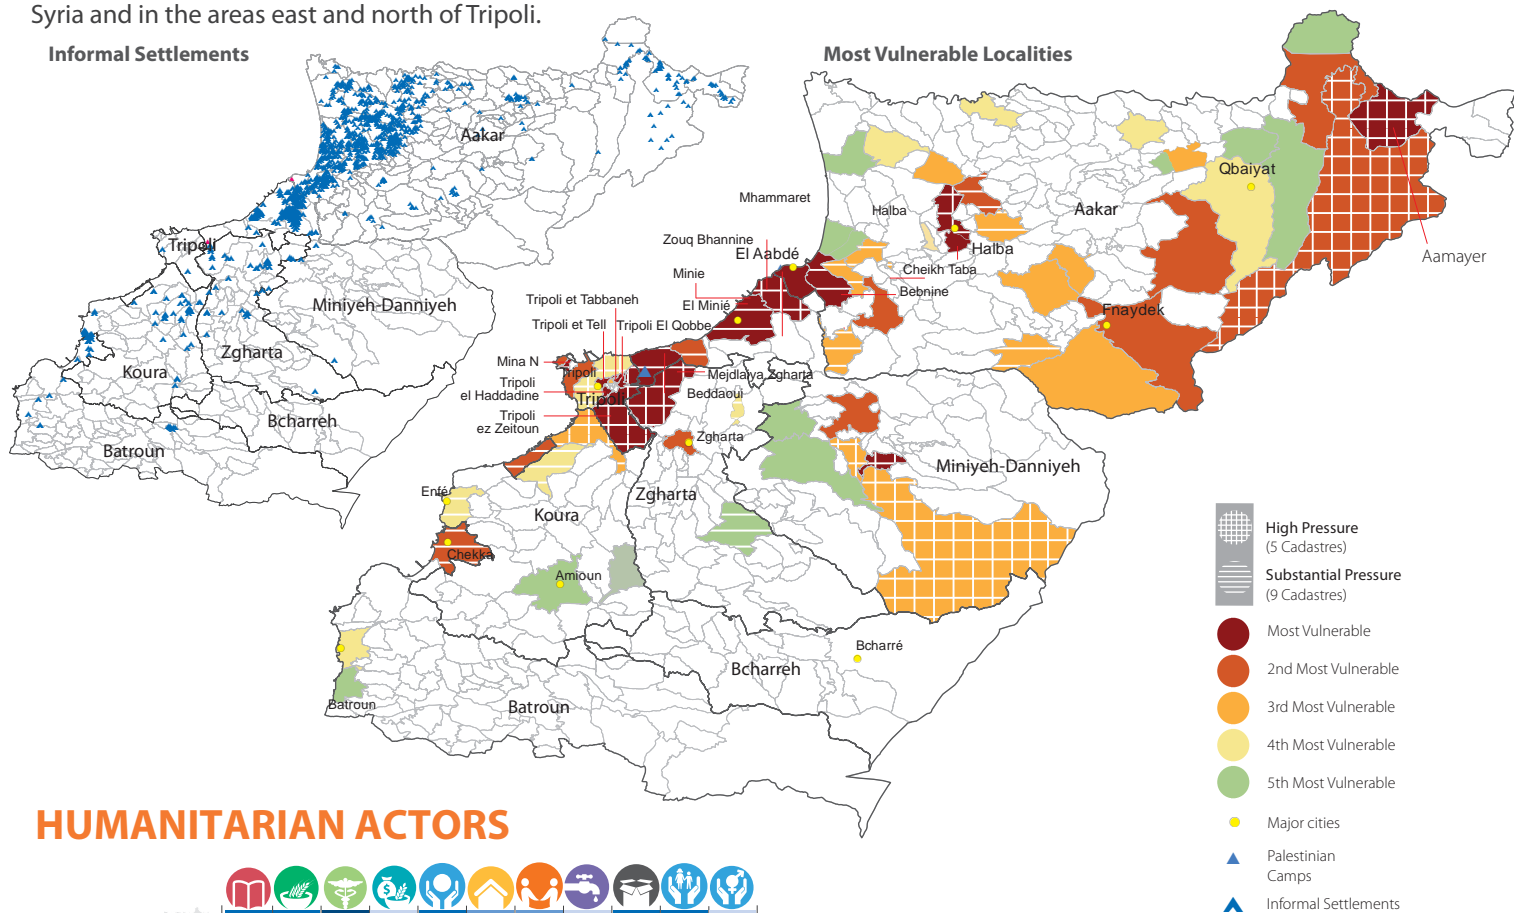 Syria and in the areas east and north of Tripoli.
Informal Settlements
Aakar
Tripoli
Miniyeh-Danniyeh
Zgharta
Koura
Bcharreh
Batroun
Most Vulnerable Localities
Qbaiyat
Mhammaret
Halba
Aakar
Zouq Bhannine
El Aabdé
Halba
Aamayer
Minie
Cheikh Taba
Bebnine
Tripoli et Tabbaneh
El Minié
Fnaydek
Tripoli et Tell
Tripoli El Qobbe
Mina N
Tripoli
Mejdlaiya Zgharta
Tripoli
el Haddadine
Beddaoui
Tripoli
Tripoli
ez Zeitoun
Zgharta
Miniyeh-Danniyeh
Enfé
Zgharta
Koura
Chekka
Amioun
Bcharré
Bcharreh
Batroun
Batroun
High Pressure
(5 Cadastres)
Substantial Pressure
(9 Cadastres)
Most Vulnerable
2nd Most Vulnerable
3rd Most Vulnerable
4th Most Vulnerable
5th Most Vulnerable
Major cities
Palestinian
Camps
Informal Settlements
HUMANITARIAN ACTORS